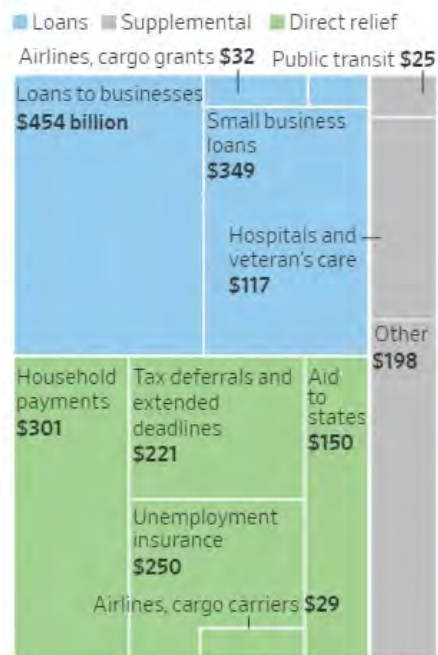 Loans Supplemental Direct relief
Airlines, cargo grants $32 Public transit $25
Loans to businesses
$454 billion
Small business
loans
$349
Hospitals and
veteran's care
$117
Other
$198
Household
payments
$301
Tax deferrals and
extended
deadlines
$221
Aid
to
states
$150
Unemployment
insurance
$250
Airlines, cargo carriers $29